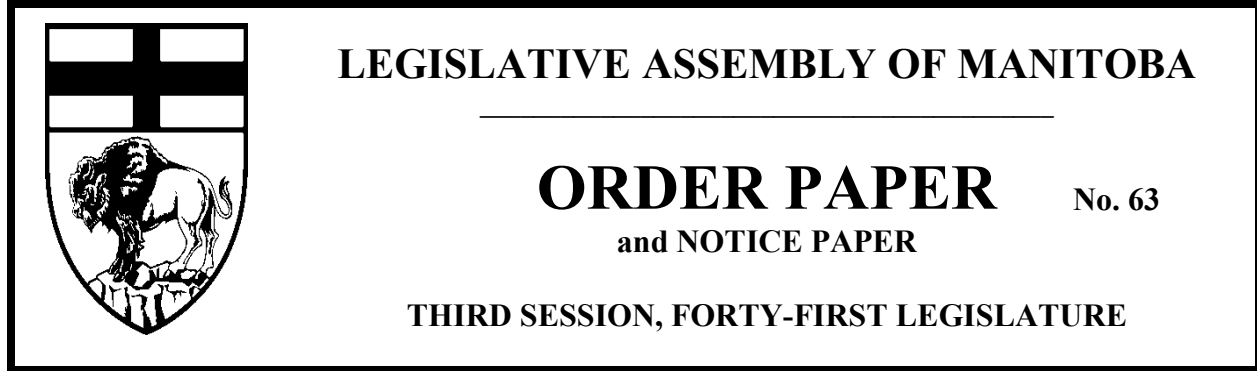 LEGISLATIVE ASSEMBLY OF MANITOBA
ORDER PAPER No. 63
and NOTICE PAPER
THIRD SESSION, FORTY-FIRST LEGISLATURE